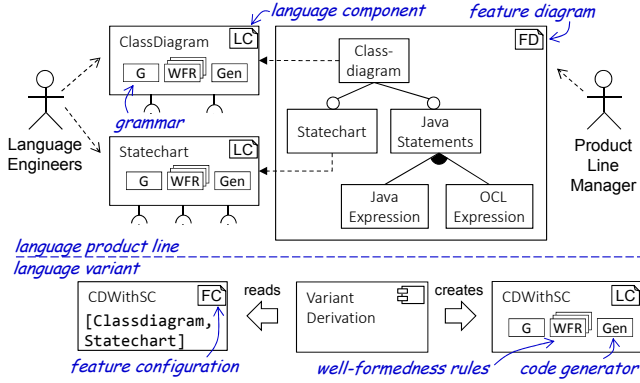 language component
feature diagram
ClassDiagram
LC
G
WFR
Gen
grammar
Language
Engineers
Statechart
LC
G
WFR
Gen
FD
Class-
diagram
Statechart
Java
Statements
Java
Expression
OCL
Expression
Product
Line
Manager
language product line
language variant
CDWithSC
FC
[Classdiagram,
Statechart]
feature configuration
reads
Variant
Derivation
creates
CDWithSC
LC
G
WFR
Gen
well-formedness rules
code generator